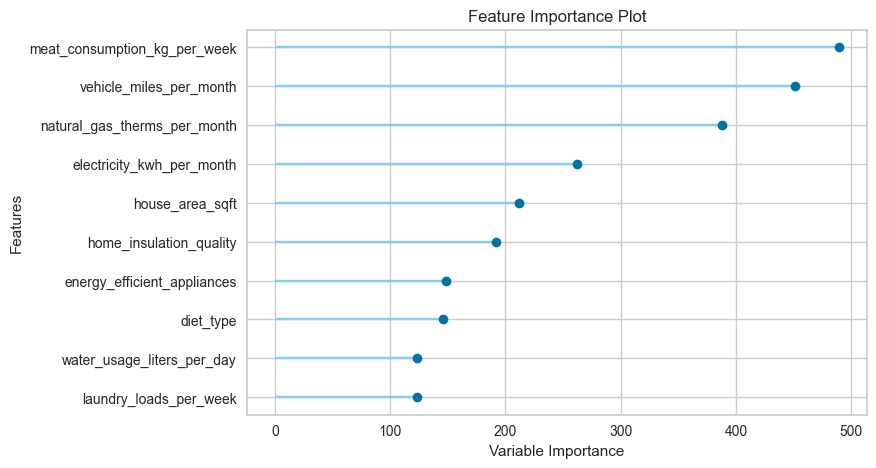 Feature Importance Plot
Features
meat_consumption_kg_per_week
vehicle_miles_per_month
natural_gas_therms_per_month
electricity_kwh_per_month
house_area_sqft
home_insulation_quality
energy_efficient_appliances
diet_type
water_usage_liters_per_day
laundry_loads_per_week
0 100 200 300 400 500
Variable Importance